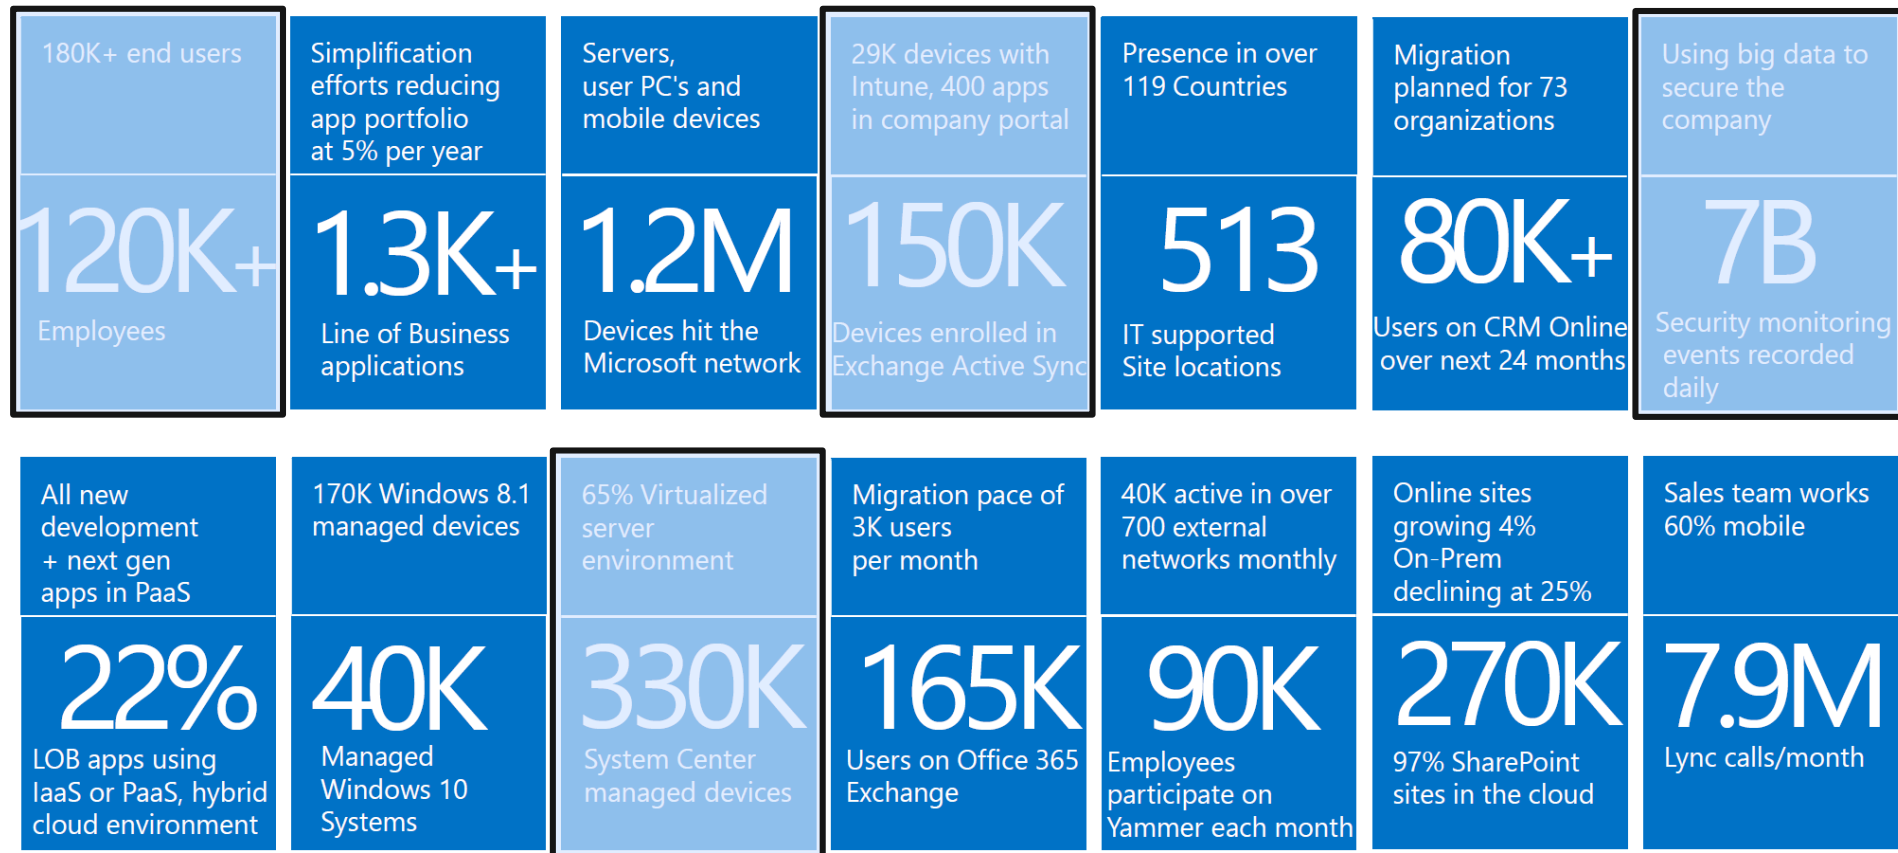 180K+ end users
120K+
Employees
Simplification
efforts reducing
app portfolio
at 5% per year
1.3K+
Line of Business
applications
Servers,
user PC's and
mobile devices
1.2M
Devices hit the
Microsoft network
29K devices with
Intune, 400 apps
in company portal
150K
Devices enrolled in
Exchange Active Sync
Presence in over
119 Countries
513
IT supported
Site locations
Migration
planned for 73
organizations
80K+
Users on CRM Online
over next 24 months
Using big data to
secure the
company
7B
Security monitoring
events recorded
daily
All new
development
+ next gen
apps in PaaS
22%
LOB apps using
IaaS or PaaS, hybrid
cloud environment
170K Windows 8.1
managed devices
40K
Managed
Windows 10
Systems
65% Virtualized
server
environment
330K
System Center
managed devices
Migration pace of
3K users
per month
165K
Users on Office 365
Exchange
40K active in over
700 external
networks monthly
90K
Employees
participate on
Yammer each month
Online sites
growing 4%
On-Prem
declining at 25%
270K
97% SharePoint
sites in the cloud
Sales team works
60% mobile
7.9M
Lync calls/month